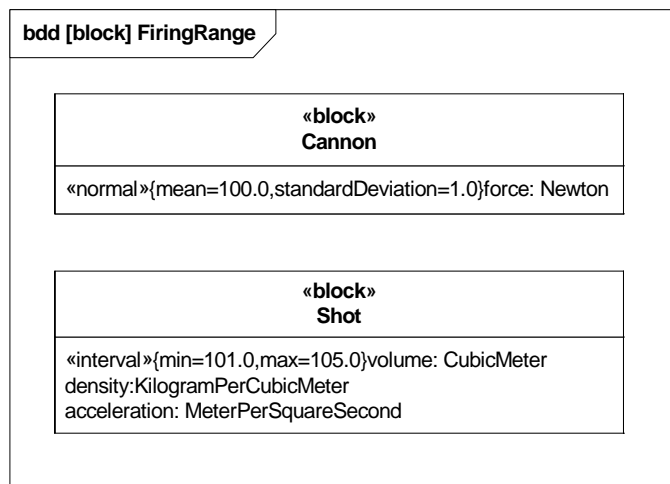 bdd [block] FiringRange
«block»
Cannon
«normal»{mean=100.0,standardDeviation=1.0}force: Newton
«block»
Shot
«interval»{min=101.0,max=105.0}volume: CubicMeter
density:KilogramPerCubicMeter
acceleration: MeterPerSquareSecond